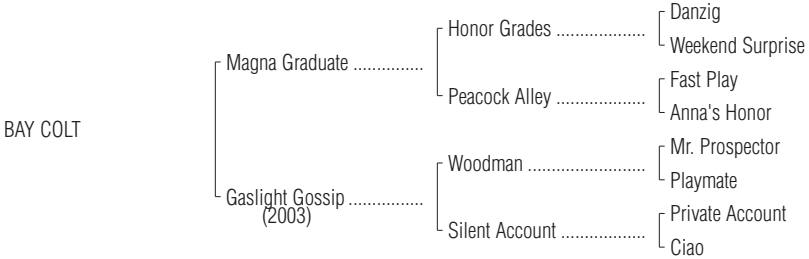 Danzig
Honor Grades ....................
Weekend Surprise
Magna Graduate ...............
Fast Play
Peacock Alley ....................
Anna's Honor
BAY COLT
Mr. Prospector
Woodman ..........................
Playmate
Gaslight Gossip .................
(2003)
Private Account
Silent Account ...................
Ciao